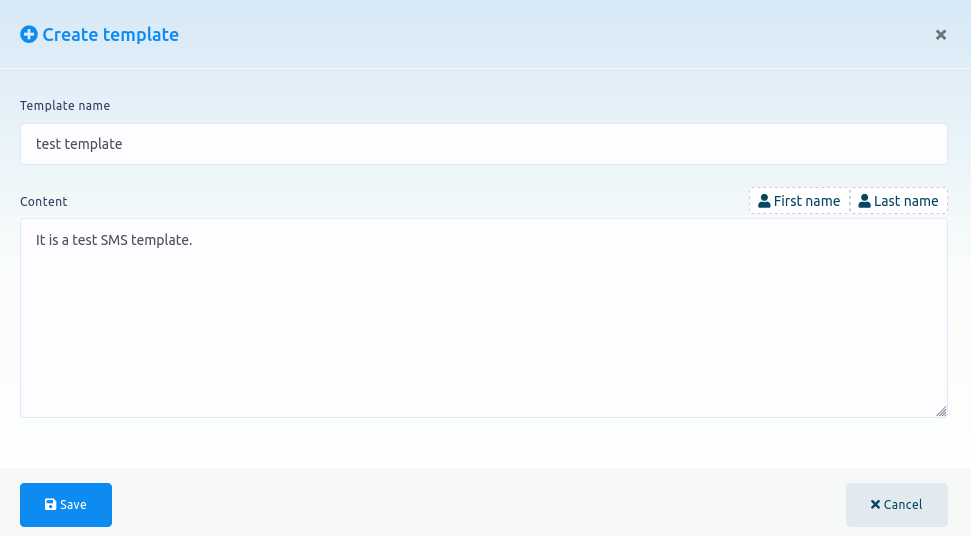 Create template
Template name
test template
Content
First name Last name
It is a test SMS template.
Save
Cancel